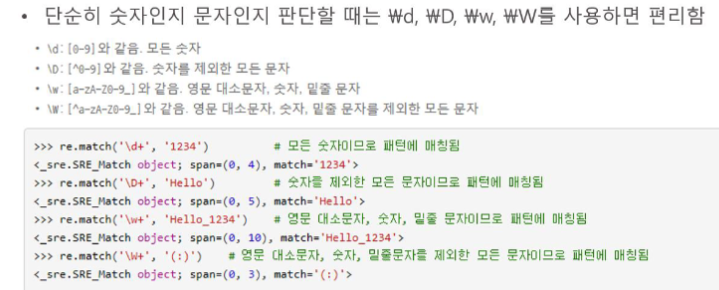 • 단순히 숫자인지 문자인지 판단할 때는 ₩d, ₩D, ₩w, ₩W를 사용하면 편리함
• \d: [0-9]와 같음. 모든 숫자
• \D: [^0-9]와 같음. 숫자를 제외한 모든 문자
• \w: [a-zA-Z0-9_]와 같음. 영문 대소문자, 숫자, 밑줄 문자
• \W: [^a-zA-Z0-9_]와 같음. 영문 대소문자, 숫자, 밑줄 문자를 제외한 모든 문자
>>> re.match('\d+', '1234') # 모든 숫자이므로 패턴에 매칭됨
<_sre.SRE_Match object; span=(0, 4), match='1234'>
>>> re.match('\D+', 'Hello') # 숫자를 제외한 모든 문자이므로 패턴에 매칭됨
<_sre.SRE_Match object; span=(0, 5), match='Hello'>
>>> re.match('\w+', 'Hello_1234') # 영문 대소문자, 숫자, 밑줄 문자이므로 패턴에 매칭됨
<_sre.SRE_Match object; span=(0, 10), match='Hello_1234'>
>>> re.match('\W+', '(:)') # 영문 대소문자, 숫자, 밑줄문자를 제외한 모든 문자이므로 패턴에 매칭됨
<_sre.SRE_Match object; span=(0, 3), match='(:)'>